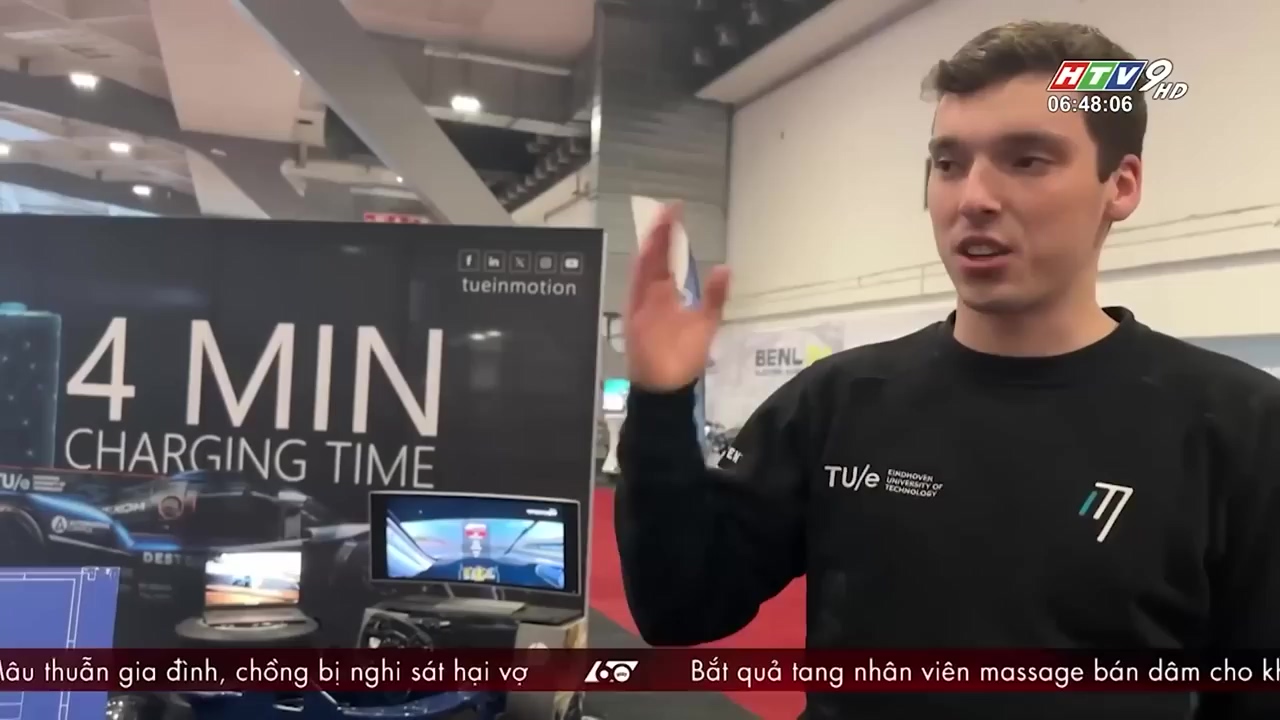 HTV9 HD
06:48:06
tueinmotion
4 MIN
CHARGING TIME
BENL
TU/e EINDHOVEN
UNIVERSITY OF
TECHNOLOGY
TU/e
Mâu thuẫn gia đình, chồng bị nghi sát hại vợ
Bắt quả tang nhân viên massage bán dâm cho kh